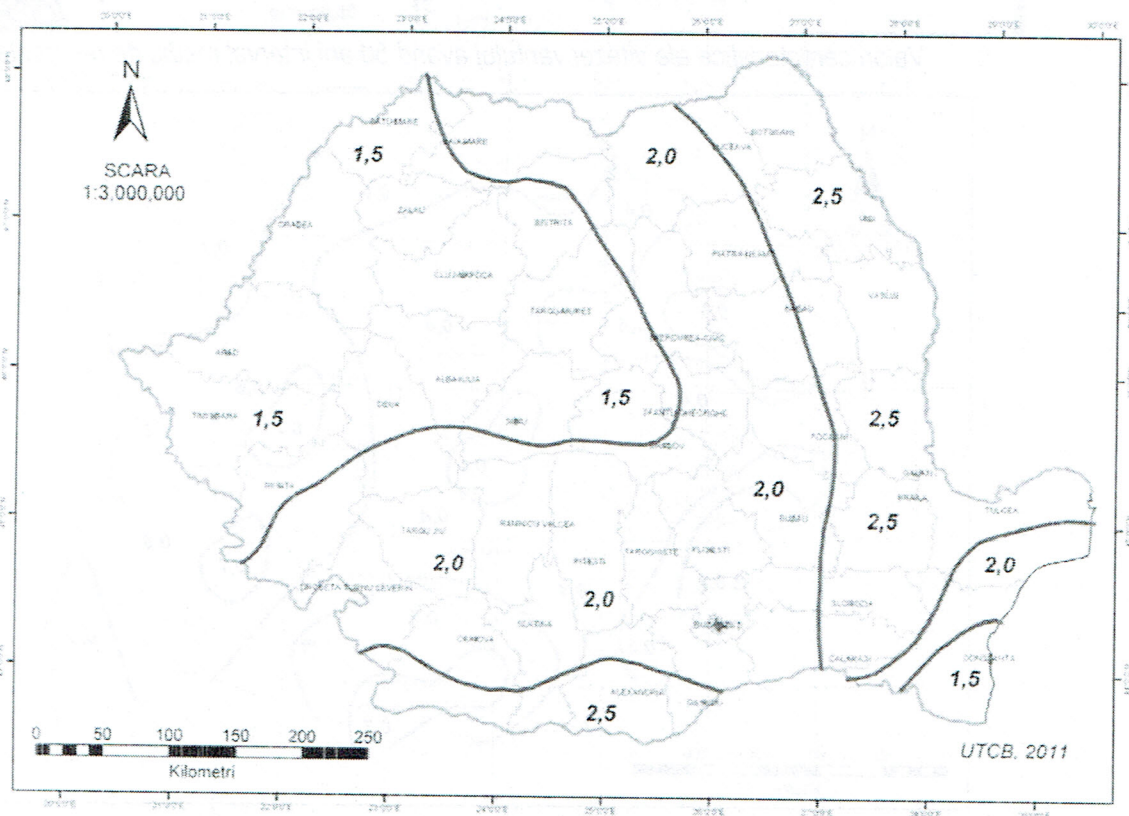 Valori caracteristice ale vitezei vântului având 50 ani interval mediu de
N
SCARA
1:3,000,000
SATU MARE
BAIA MARE
1,5
2,0
SUCEAVA
BOTOSANI
2,5
IASI
ZALAU
ORADEA
BISTRITA
PIATRA NEAMT
CLUJ-NAPOCA
VASLUI
BACAU
TARGU MURES
MIERCUREA-CIUC
ARAD
ALBA IULIA
DEVA
1,5
SIBIU
SFANTU GHEORGHE
TIMISOARA
1,5
2,5
FOCSANI
BRASOV
GALATI
BRAILA
RESITA
2,0
BUZAU
2,5
TULCEA
TARGU JIU
RAMNICU VALCEA
TARGOVISTE
PLOIESTI
PITESTI
2,0
2,0
DROBETA TURNU SEVERIN
2,0
SLOBOZIA
SLATINA
BUCURESTI
CRAIOVA
CALARASI
CONSTANTA
1,5
ALEXANDRIA
GIURGIU
2,5
0 50 100 150 200 250
Kilometri
UTCB, 2011